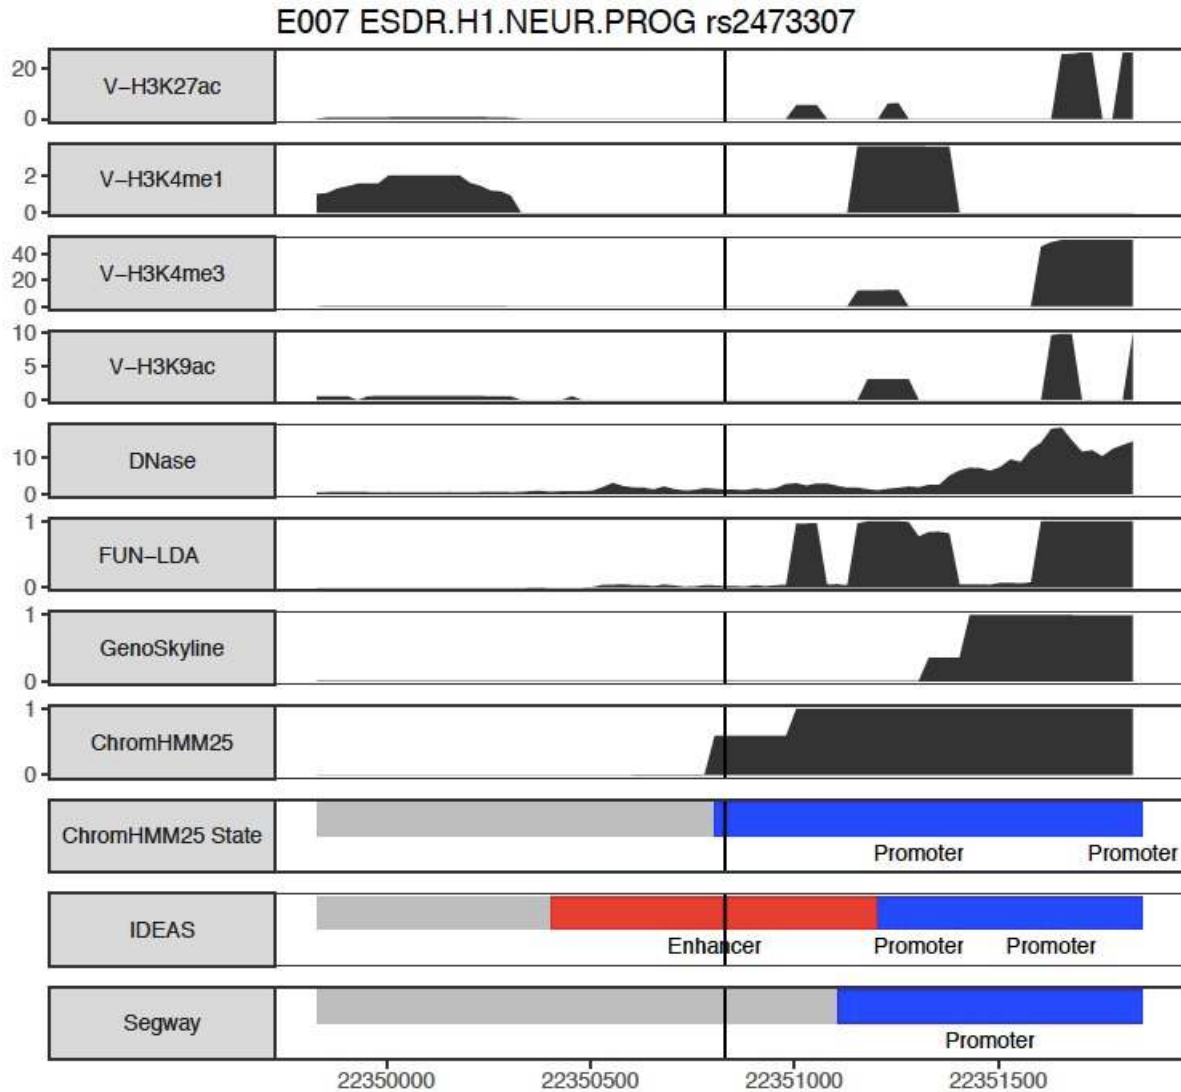 E007 ESDR.H1.NEUR.PROG rs2473307
20
V−H3K27ac
0
2
V−H3K4me1
0
40
V−H3K4me3
20
0
10
V−H3K9ac
5
0
DNase
10
0
1
FUN−LDA
0
1
GenoSkyline
0
1
ChromHMM25
0
ChromHMM25 State
Promoter Promoter
IDEAS
Enhancer Promoter Promoter
Segway
Promoter
22350000 22350500 22351000 22351500